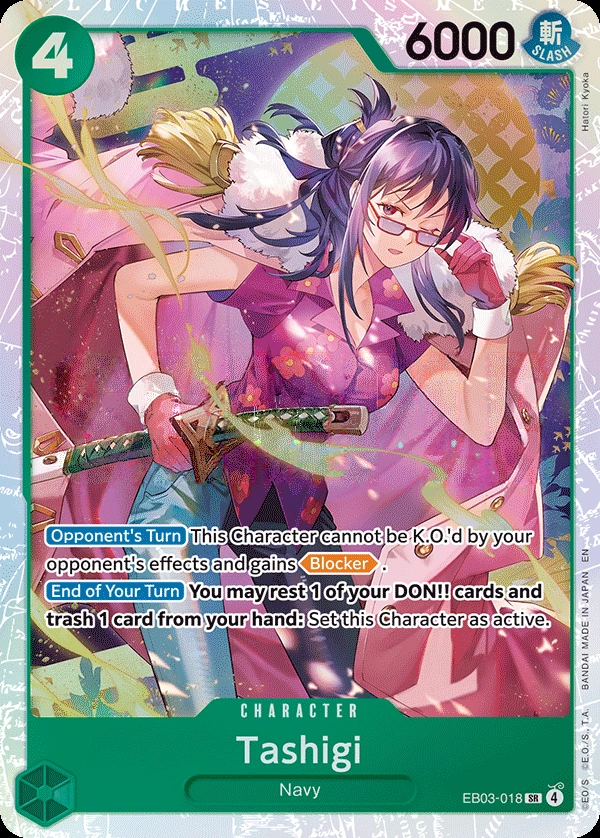 4
6000
斬
SLASH
Hatori Kyoka
Opponent's Turn This Character cannot be K.O.'d by your
opponent's effects and gains Blocker .
End of Your Turn You may rest 1 of your DON!! cards and
trash 1 card from your hand: Set this Character as active.
CHARACTER
Tashigi
Navy
EB03-018 SR 4
©EO/S ©E.O./S., T.A. BANDAI MADE IN JAPAN EN